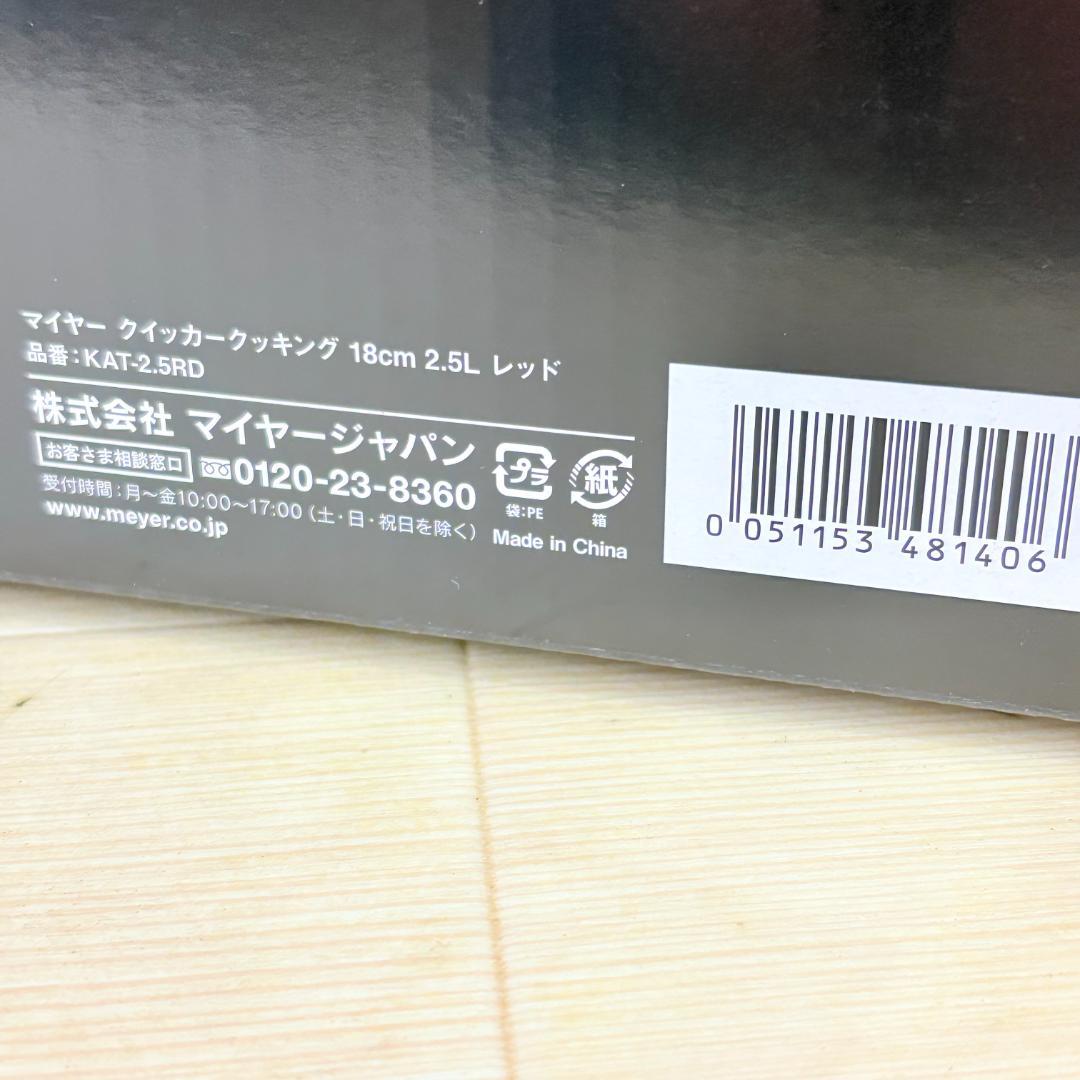 マイヤー クイッカークッキング 18cm 2.5L レッド
品番：KAT-2.5RD
株式会社 マイヤージャパン
お客さま相談窓口 0120-23-8360
受付時間：月〜金10:00〜17:00（土・日・祝日を除く）
www.meyer.co.jp
プラ
袋：PE
紙
箱
Made in China
0 051153 481406